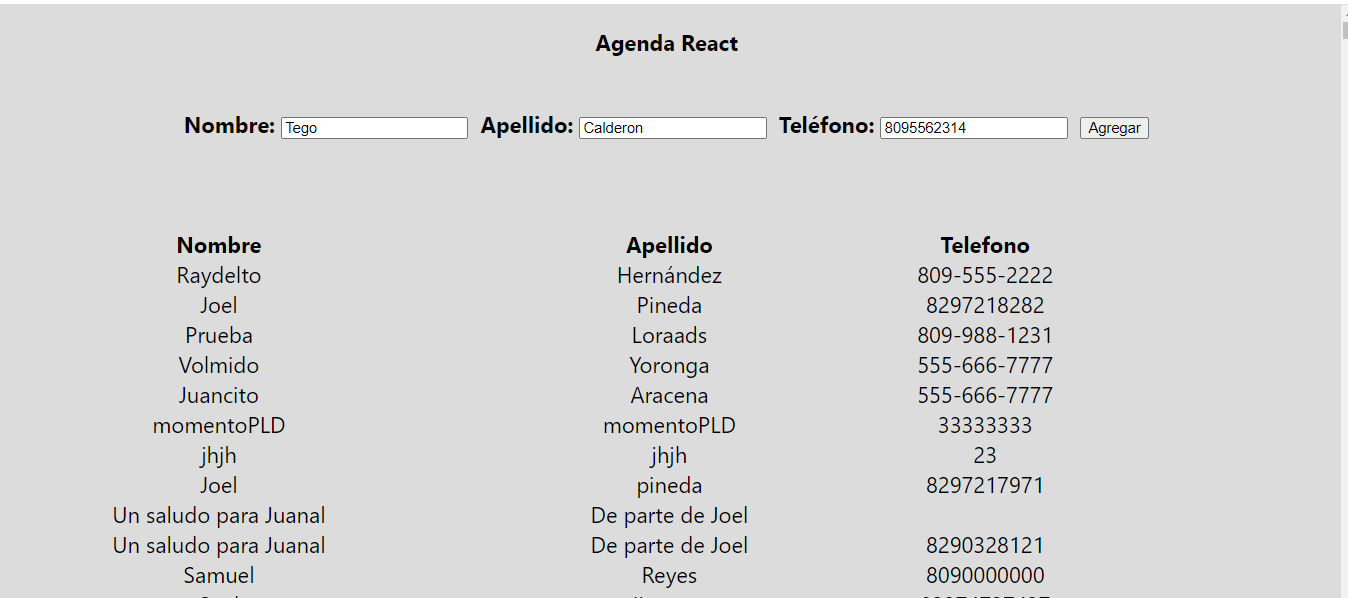 Agenda React
Nombre: Tego Apellido: Calderon Teléfono: 8095562314 Agregar
Nombre Apellido Telefono
Raydelto Hernández 809-555-2222
Joel Pineda 8297218282
Prueba Loraads 809-988-1231
Volmido Yoronga 555-666-7777
Juancito Aracena 555-666-7777
momentoPLD momentoPLD 33333333
jhjh jhjh 23
Joel pineda 8297217971
Un saludo para Juanal De parte de Joel
Un saludo para Juanal De parte de Joel 8290328121
Samuel Reyes 8090000000